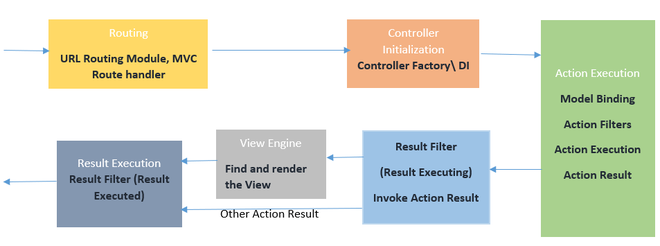 Routing
URL Routing Module, MVC
Route handler
Controller
Initialization
Controller Factory\ DI
Action Execution
Model Binding
Action Filters
Action Execution
Action Result
Result Filter
(Result Executing)
Invoke Action Result
View Engine
Find and render
the View
Other Action Result
Result Execution
Result Filter (Result
Executed)